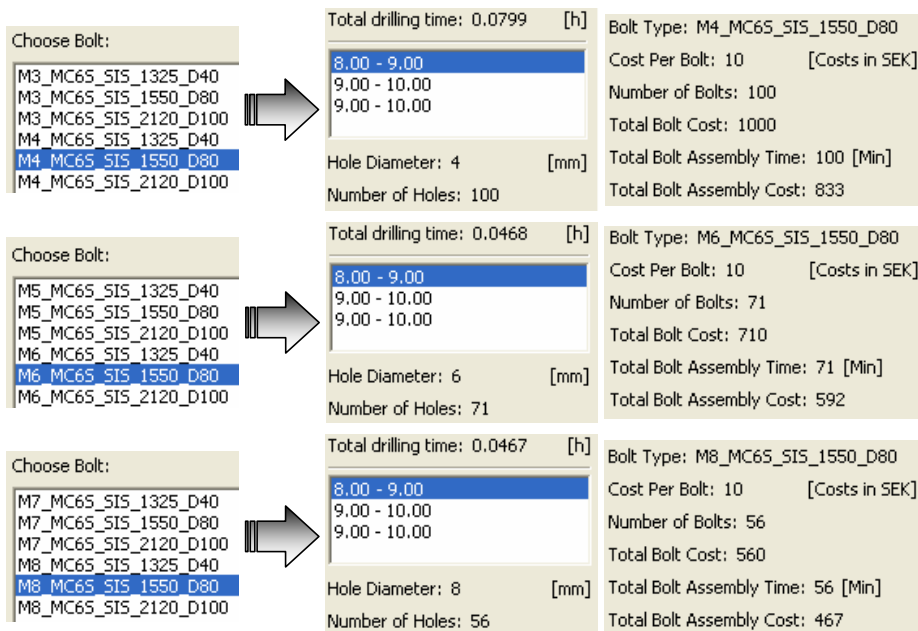 Choose Bolt:
M3_MC6S_SIS_1325_D40
M3_MC6S_SIS_1550_D80
M3_MC6S_SIS_2120_D100
M4_MC6S_SIS_1325_D40
M4_MC6S_SIS_1550_D80
M4_MC6S_SIS_2120_D100
Total drilling time: 0.0799 [h]
8.00 - 9.00
9.00 - 10.00
9.00 - 10.00
Hole Diameter: 4 [mm]
Number of Holes: 100
Bolt Type: M4_MC6S_SIS_1550_D80
Cost Per Bolt: 10 [Costs in SEK]
Number of Bolts: 100
Total Bolt Cost: 1000
Total Bolt Assembly Time: 100 [Min]
Total Bolt Assembly Cost: 833
Choose Bolt:
M5_MC6S_SIS_1325_D40
M5_MC6S_SIS_1550_D80
M5_MC6S_SIS_2120_D100
M6_MC6S_SIS_1325_D40
M6_MC6S_SIS_1550_D80
M6_MC6S_SIS_2120_D100
Total drilling time: 0.0468 [h]
8.00 - 9.00
9.00 - 10.00
9.00 - 10.00
Hole Diameter: 6 [mm]
Number of Holes: 71
Bolt Type: M6_MC6S_SIS_1550_D80
Cost Per Bolt: 10 [Costs in SEK]
Number of Bolts: 71
Total Bolt Cost: 710
Total Bolt Assembly Time: 71 [Min]
Total Bolt Assembly Cost: 592
Choose Bolt:
M7_MC6S_SIS_1325_D40
M7_MC6S_SIS_1550_D80
M7_MC6S_SIS_2120_D100
M8_MC6S_SIS_1325_D40
M8_MC6S_SIS_1550_D80
M8_MC6S_SIS_2120_D100
Total drilling time: 0.0467 [h]
8.00 - 9.00
9.00 - 10.00
9.00 - 10.00
Hole Diameter: 8 [mm]
Number of Holes: 56
Bolt Type: M8_MC6S_SIS_1550_D80
Cost Per Bolt: 10 [Costs in SEK]
Number of Bolts: 56
Total Bolt Cost: 560
Total Bolt Assembly Time: 56 [Min]
Total Bolt Assembly Cost: 467